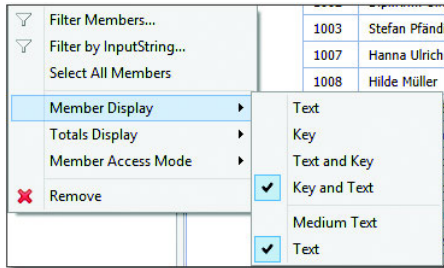 Filter Members...
Filter by InputString...
Select All Members
Member Display
Totals Display
Member Access Mode
Remove
1003 Stefan Pfänd
1007 Hanna Ulrich
1008 Hilde Müller
Text
Key
Text and Key
Key and Text
Medium Text
Text